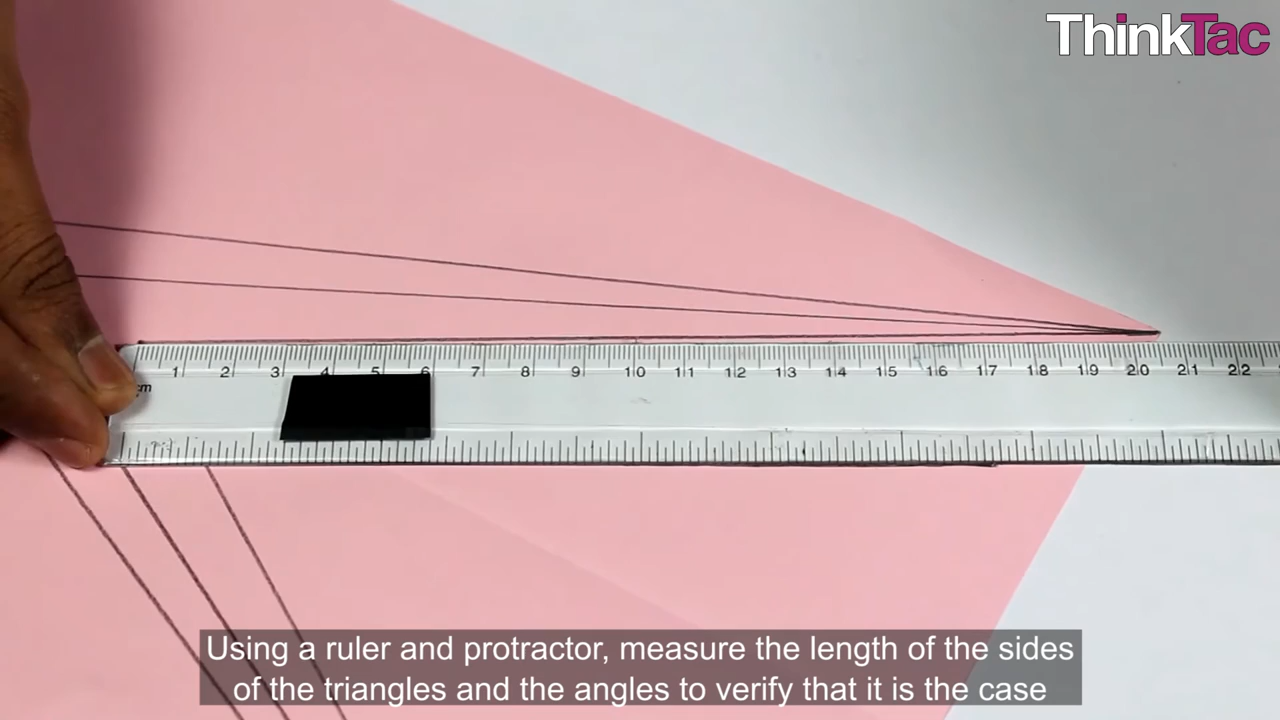 ThinkTac
1 2 3 4 5 6 7 8 9 10 11 12 13 14 15 16 17 18 19 20 21 22
cm
Using a ruler and protractor, measure the length of the sides
of the triangles and the angles to verify that it is the case